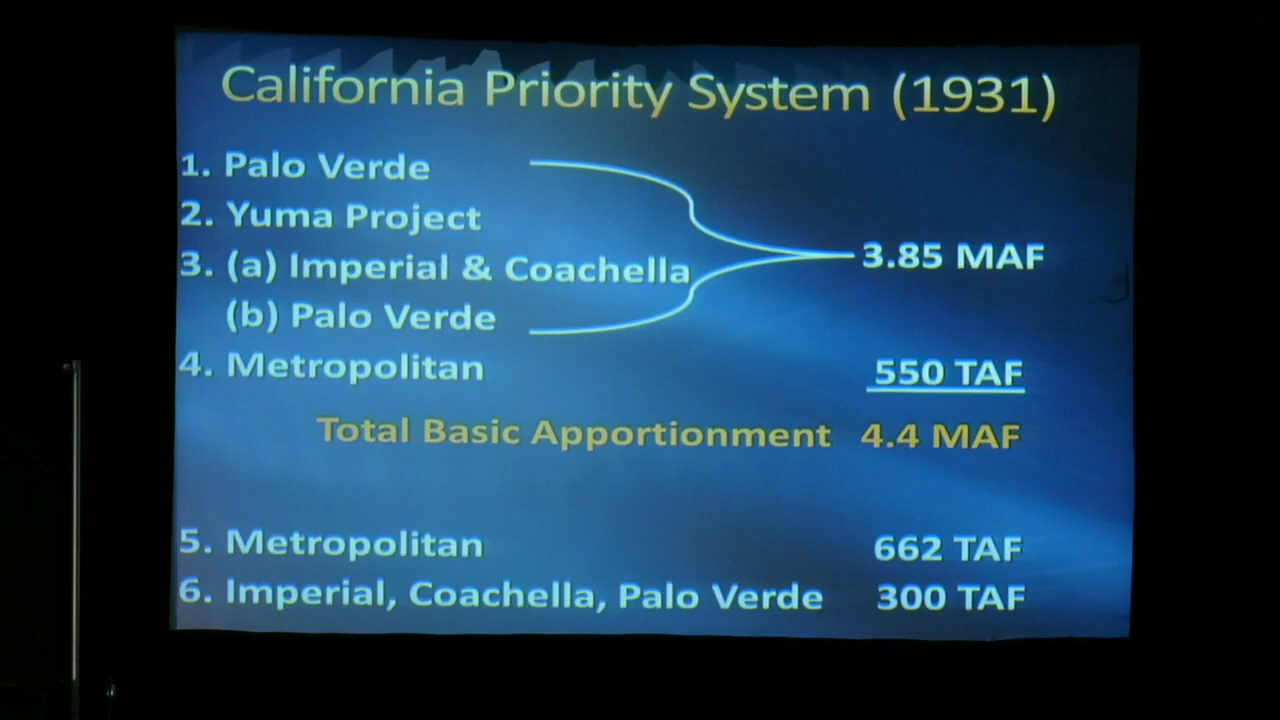 California Priority System (1931)
1. Palo Verde
2. Yuma Project
3. (a) Imperial & Coachella
3.85 MAF
(b) Palo Verde
4. Metropolitan 550 TAF
Total Basic Apportionment 4.4 MAF
5. Metropolitan 662 TAF
6. Imperial, Coachella, Palo Verde 300 TAF